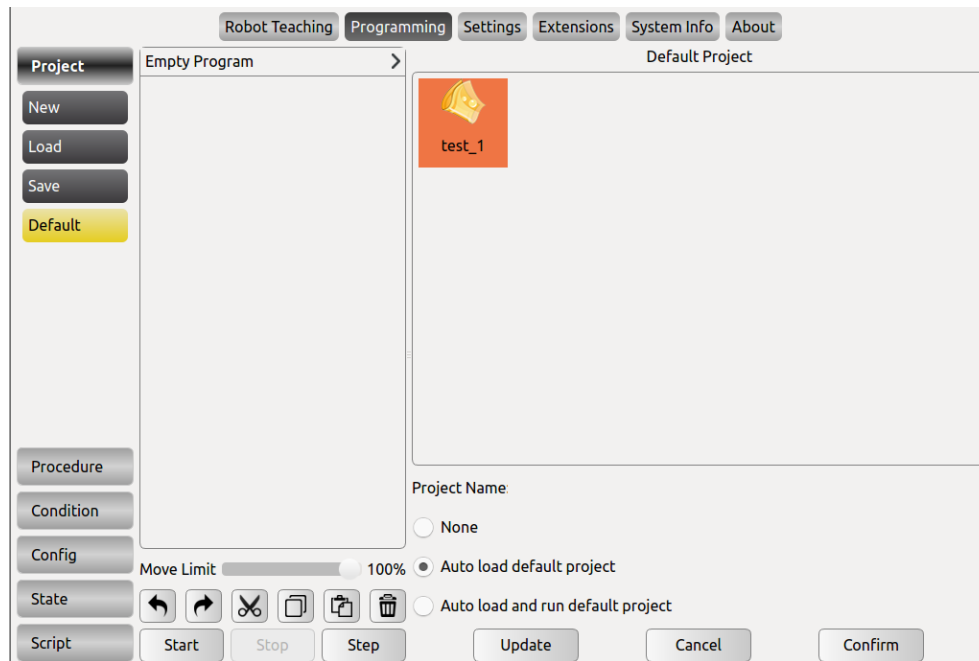 Robot Teaching Programming Settings Extensions System Info About
Project
New
Load
Save
Default
Procedure
Condition
Config
State
Script
Empty Program
Move Limit 100%
Start Stop Step
Default Project
test_1
Project Name:
None
Auto load default project
Auto load and run default project
Update Cancel Confirm